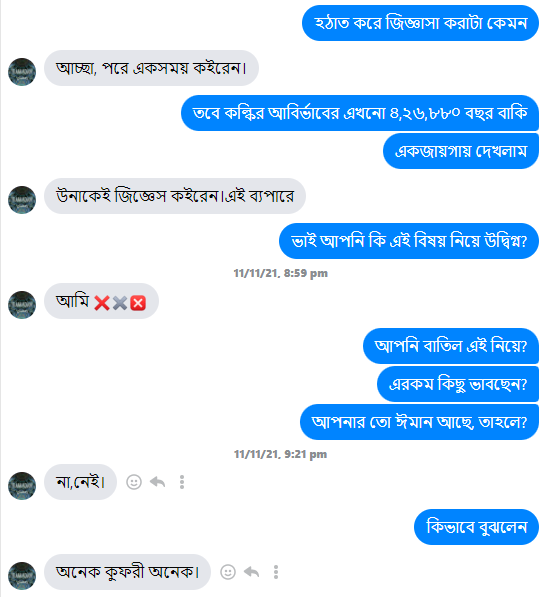 হঠাত করে জিজ্ঞাসা করাটা কেমন
আচ্ছা, পরে একসময় কইরেন।
তবে কল্কির আবির্ভাবের এখনো ৪,২৬,৮৮০ বছর বাকি
একজায়গায় দেখলাম
উনাকেই জিজ্ঞেস কইরেন।এই ব্যপারে
ভাই আপনি কি এই বিষয় নিয়ে উদ্বিগ্ন?
11/11/21, 8:59 pm
আমি ❌✖️❎
আপনি বাতিল এই নিয়ে?
এরকম কিছু ভাবছেন?
আপনার তো ঈমান আছে, তাহলে?
11/11/21, 9:21 pm
না,নেই।
কিভাবে বুঝলেন
অনেক কুফরী অনেক।